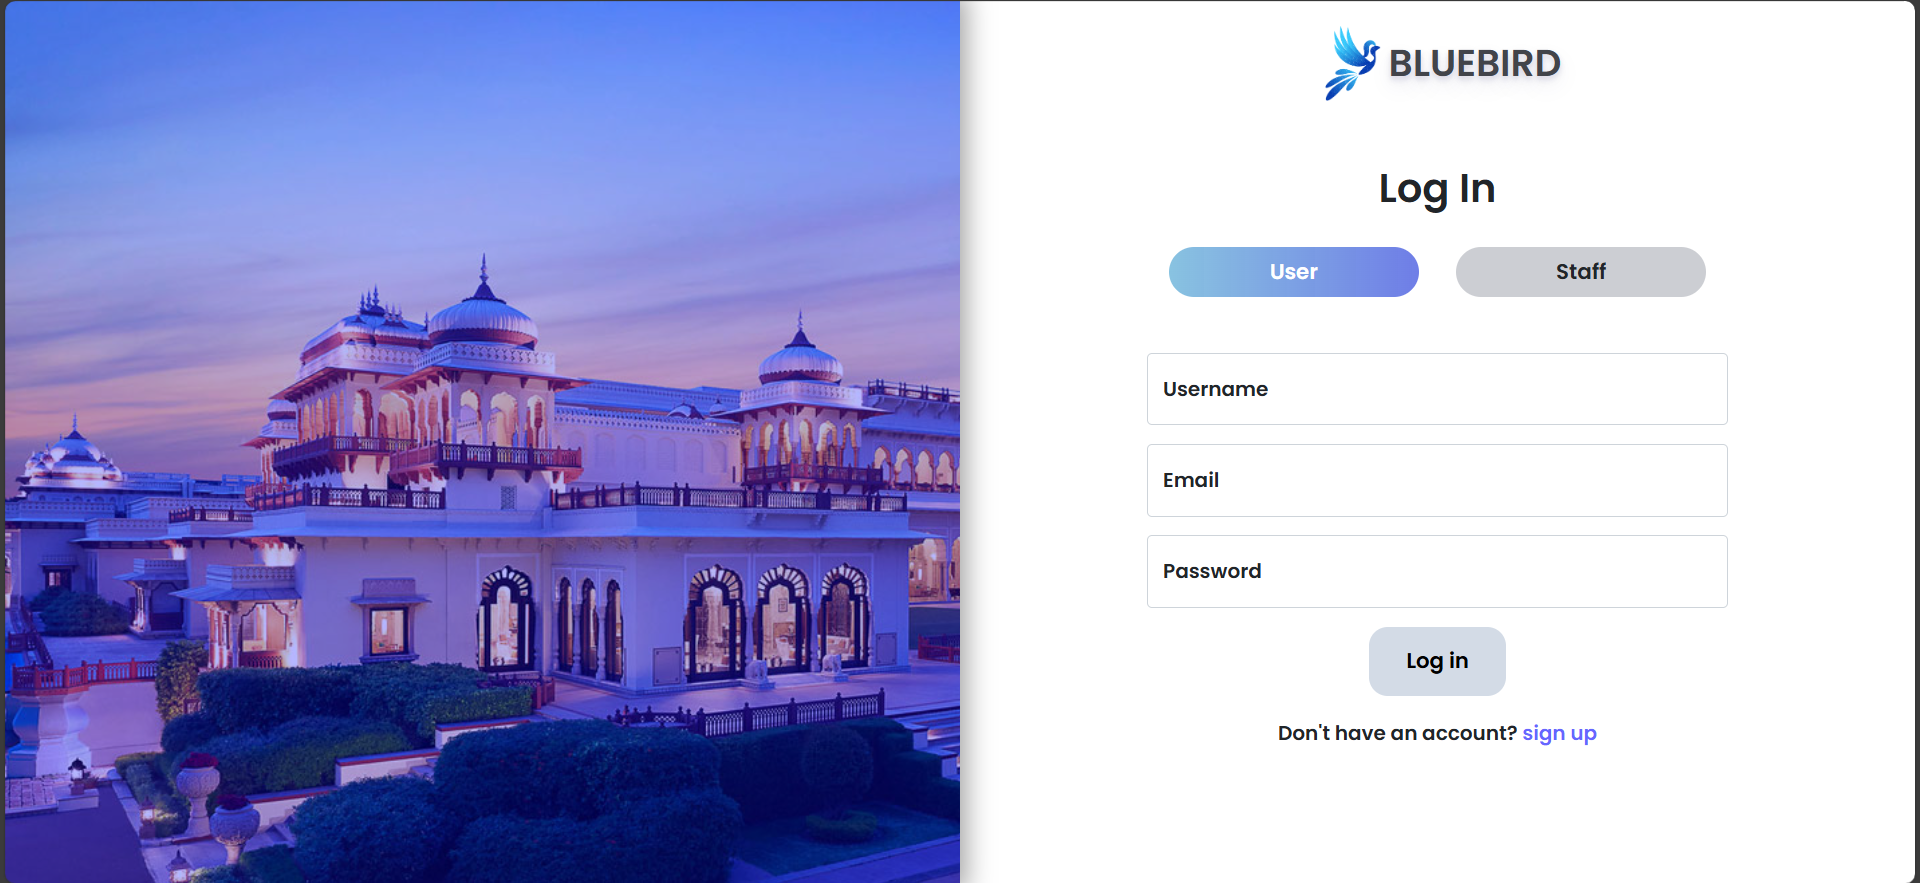 BLUEBIRD
Log In
User
Staff
Username
Email
Password
Log in
Don't have an account? sign up